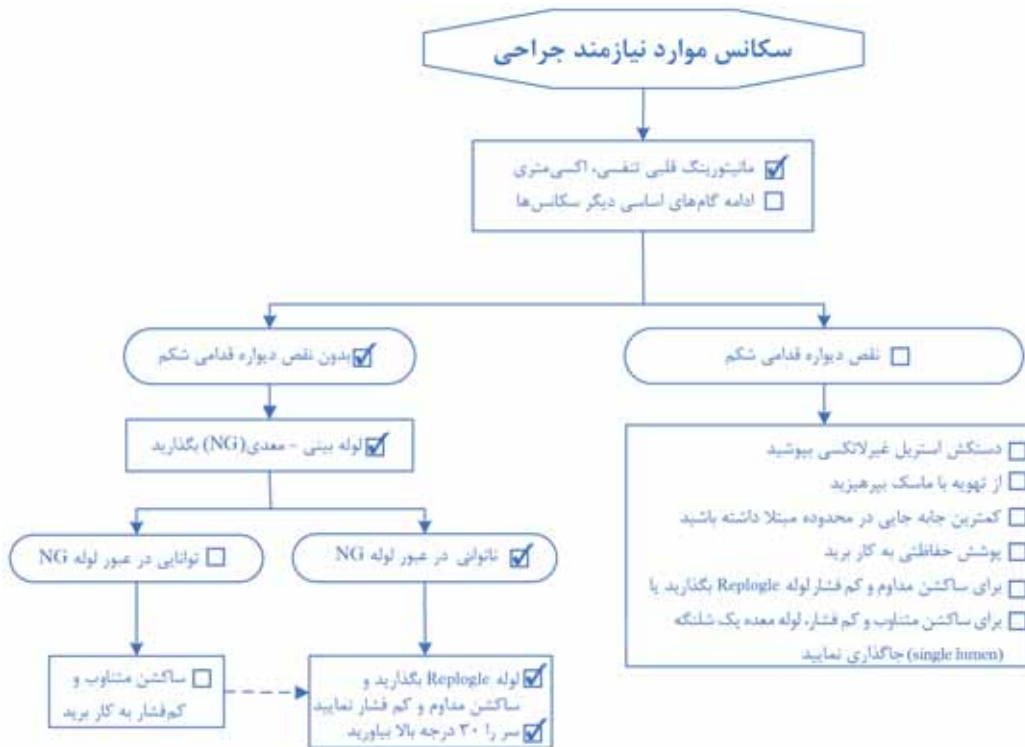 سکانس موارد نیازمند جراحی
مانیتورینگ قلبی تنفسی، اکسی‌متری
ادامه گام‌های اساسی دیگر سکانس‌ها
نقص دیواره قدامی شکم
بدون نقص دیواره قدامی شکم
دستکش استریل غیرلاتکسی بپوشید
از تهویه با ماسک بپرهیزید
کمترین جابه جایی در محدوده مبتلا داشته باشید
پوشش حفاظتی به کار برید
برای ساکشن مداوم و کم فشار لوله Replogle بگذارید یا
برای ساکشن متناوب و کم فشار، لوله معده یک شلنگه
(single lumen) جاگذاری نمایید
لوله بینی - معدی(NG) بگذارید
ناتوانی در عبور لوله NG
توانایی در عبور لوله NG
لوله Replogle بگذارید و
ساکشن مداوم و کم فشار نمایید
سر را ۳۰ درجه بالا بیاورید
ساکشن متناوب و
کم‌فشار به کار برید